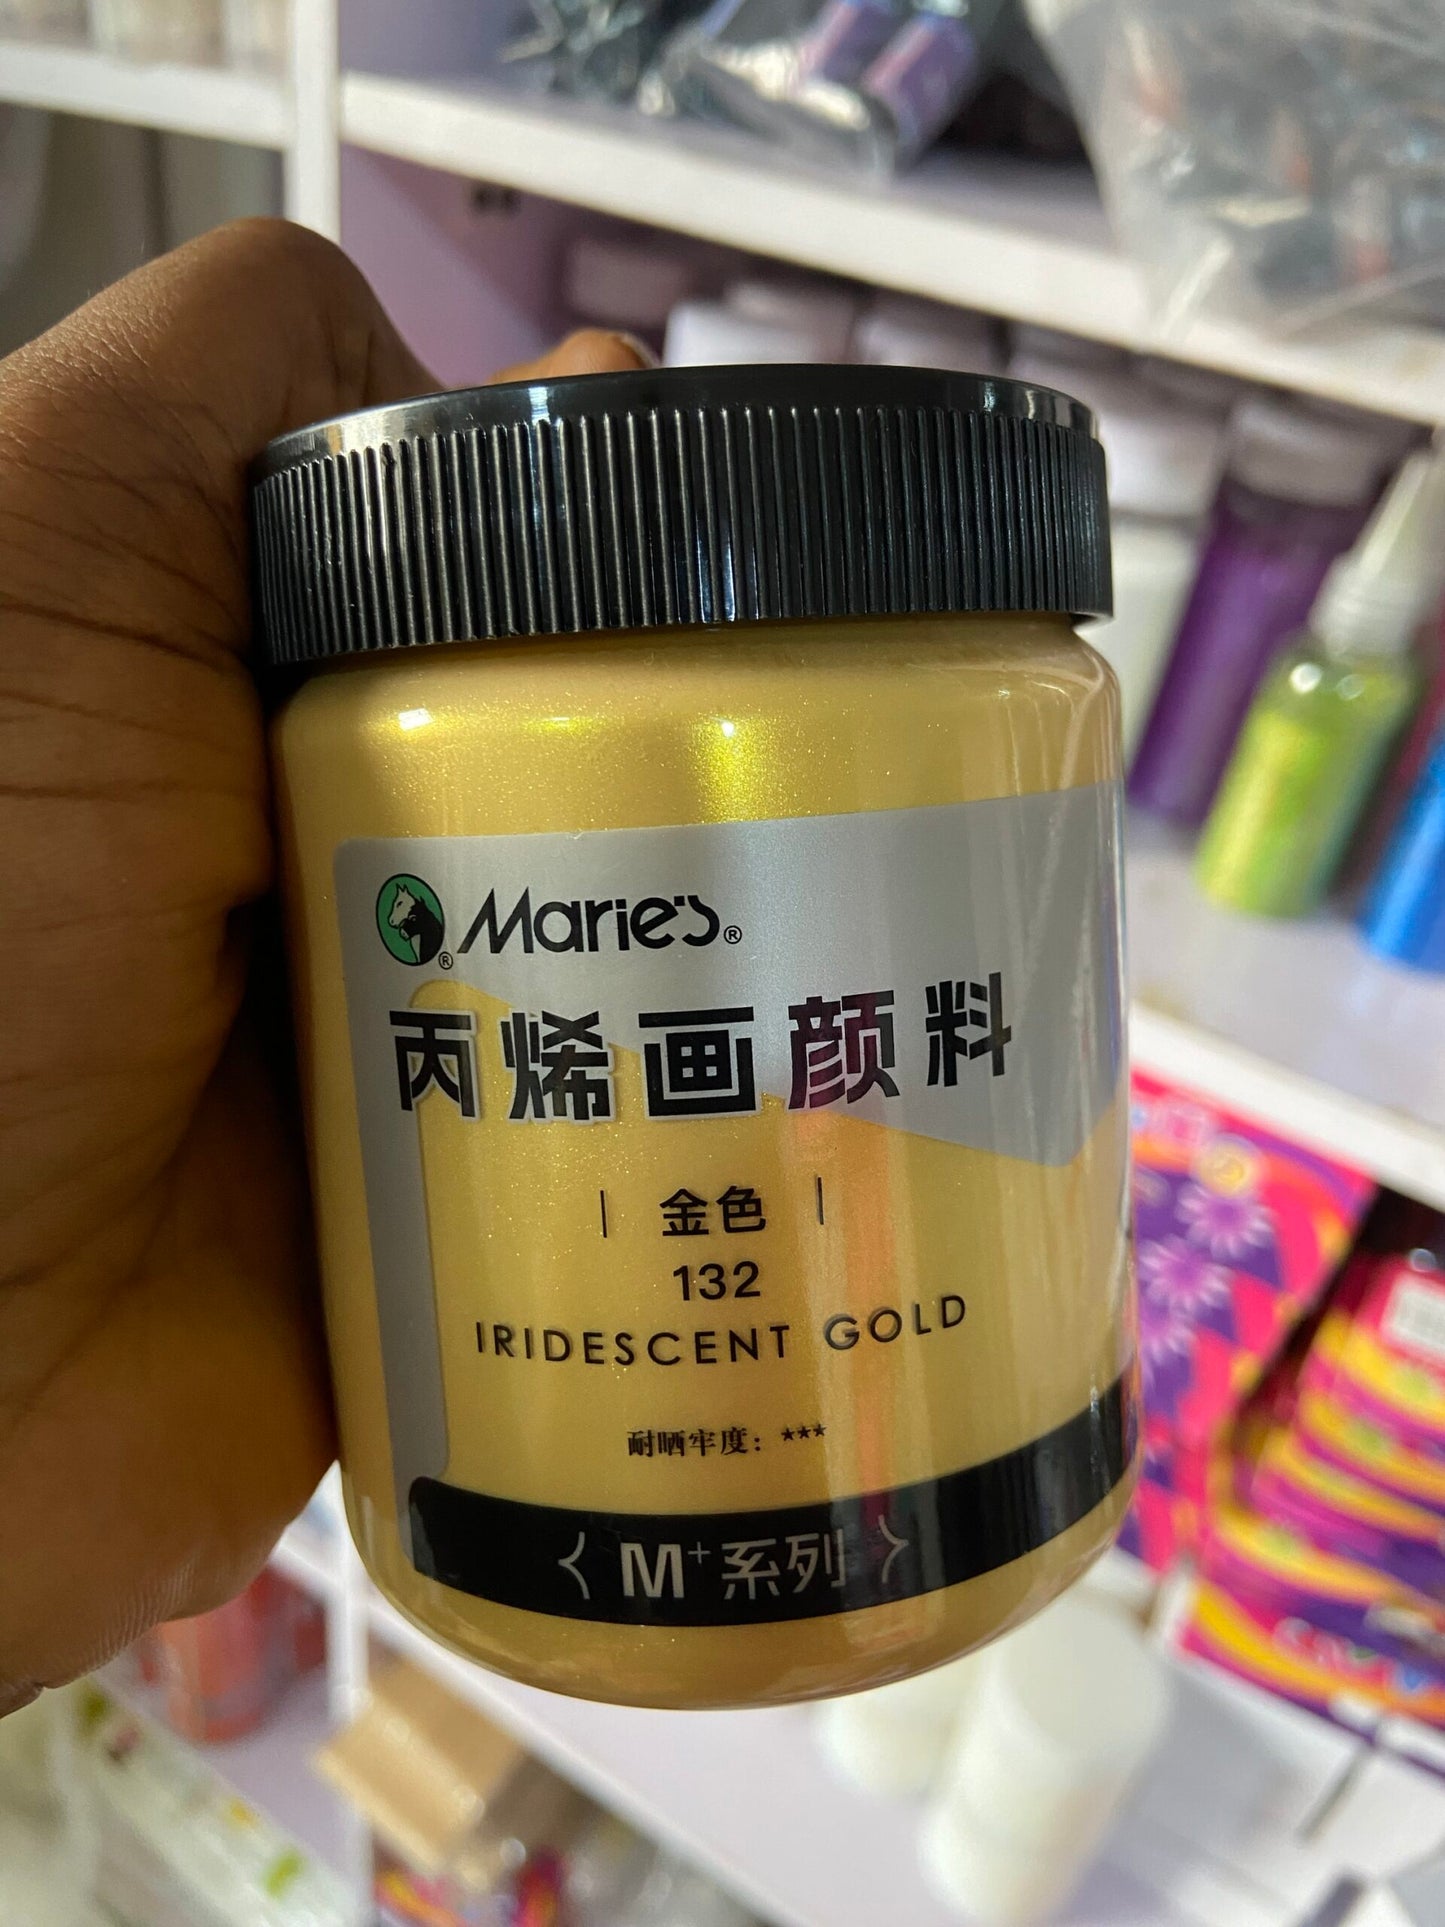 Marie's®
®
丙烯画颜料
金色
132
IRIDESCENT GOLD
耐晒牢度：***
M⁺系列